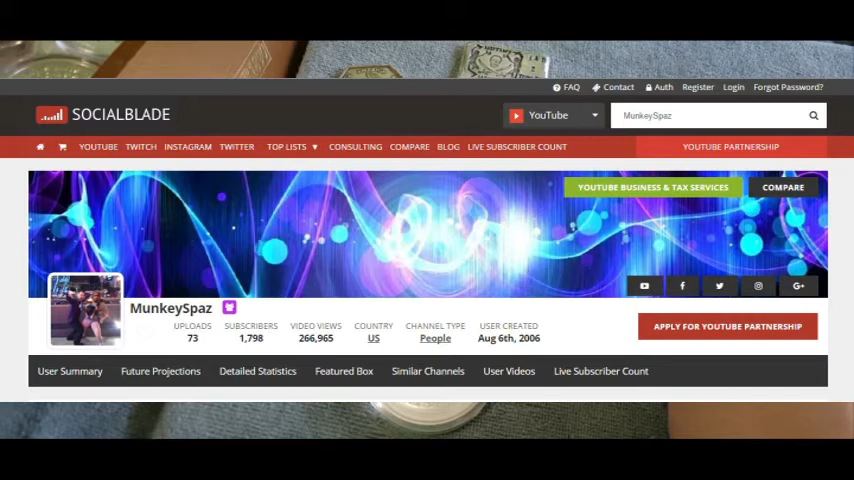 FAQ Contact Auth Register Login Forgot Password?
SOCIALBLADE YouTube MunkeySpaz
YOUTUBE TWITCH INSTAGRAM TWITTER TOP LISTS CONSULTING COMPARE BLOG LIVE SUBSCRIBER COUNT YOUTUBE PARTNERSHIP
YOUTUBE BUSINESS & TAX SERVICES COMPARE
MunkeySpaz
UPLOADS SUBSCRIBERS VIDEO VIEWS COUNTRY CHANNEL TYPE USER CREATED
73 1,798 266,965 US People Aug 6th, 2006
APPLY FOR YOUTUBE PARTNERSHIP
User Summary Future Projections Detailed Statistics Featured Box Similar Channels User Videos Live Subscriber Count